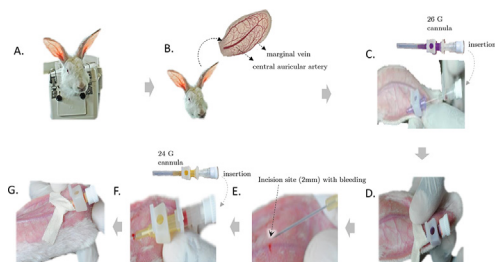 A.
B.
marginal vein
central auricular artery
26 G
cannula
insertion
C.
D.
Incision site (2mm) with bleeding
E.
24 G
cannula
insertion
F.
G.